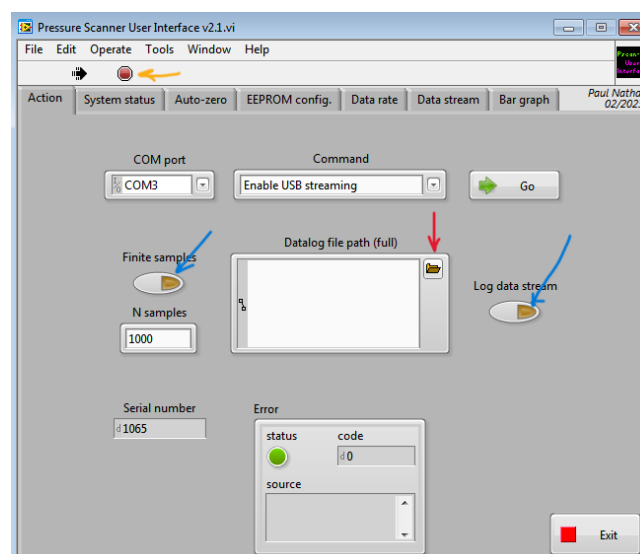 Pressure Scanner User Interface v2.1.vi
File Edit Operate Tools Window Help
Action System status Auto-zero EEPROM config. Data rate Data stream Bar graph
COM port Command
COM3 Enable USB streaming Go
Datalog file path (full)
Finite samples
Log data stream
N samples
1000
Serial number Error
d 1065
status code
d 0
source
Exit